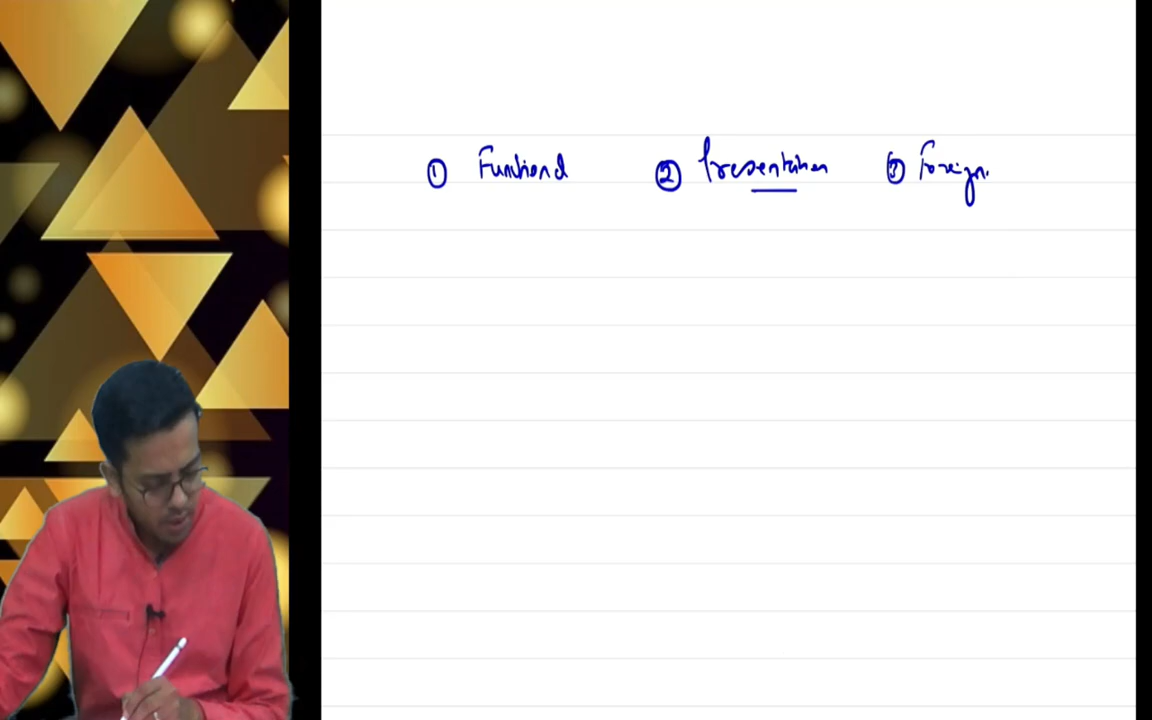 ① Functional ② Presentation ③ Foreign.